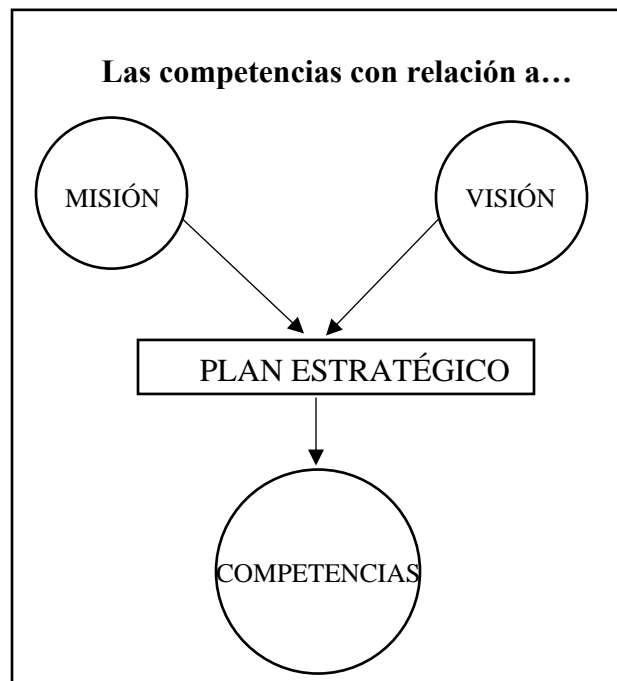 Las competencias con relación a…
MISIÓN
VISIÓN
PLAN ESTRATÉGICO
COMPETENCIAS